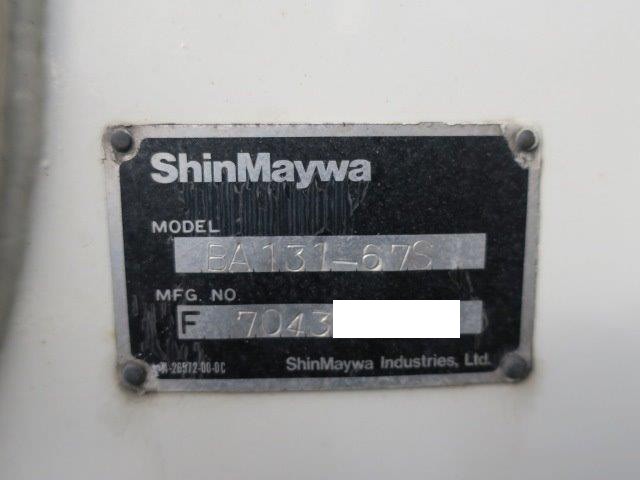 ShinMaywa
MODEL
BA131-67S
MFG. NO.
F 7043
ShinMaywa Industries, Ltd.